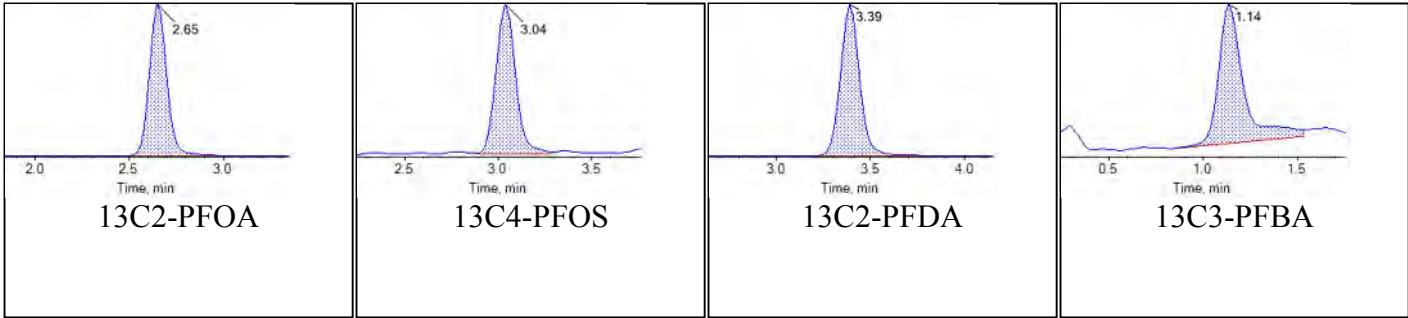 2.65
2.0 2.5 3.0
Time, min
13C2-PFOA
3.04
2.5 3.0 3.5
Time, min
13C4-PFOS
3.39
3.0 3.5 4.0
Time, min
13C2-PFDA
1.14
0.5 1.0 1.5
Time, min
13C3-PFBA